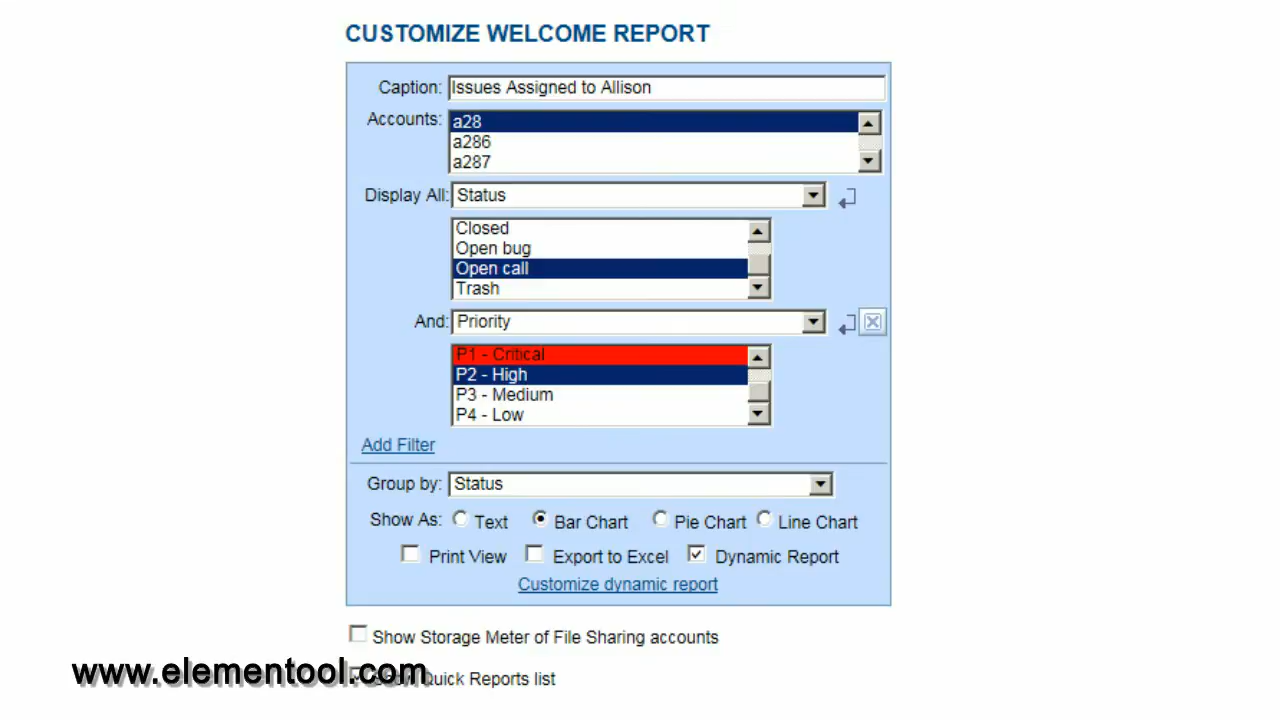 CUSTOMIZE WELCOME REPORT
Caption: Issues Assigned to Allison
Accounts: a28
a286
a287
Display All: Status
Closed
Open bug
Open call
Trash
And: Priority
P1 - Critical
P2 - High
P3 - Medium
P4 - Low
Add Filter
Group by: Status
Show As: Text Bar Chart Pie Chart Line Chart
Print View Export to Excel Dynamic Report
Customize dynamic report
Show Storage Meter of File Sharing accounts
www.elementool.com
Quick Reports list